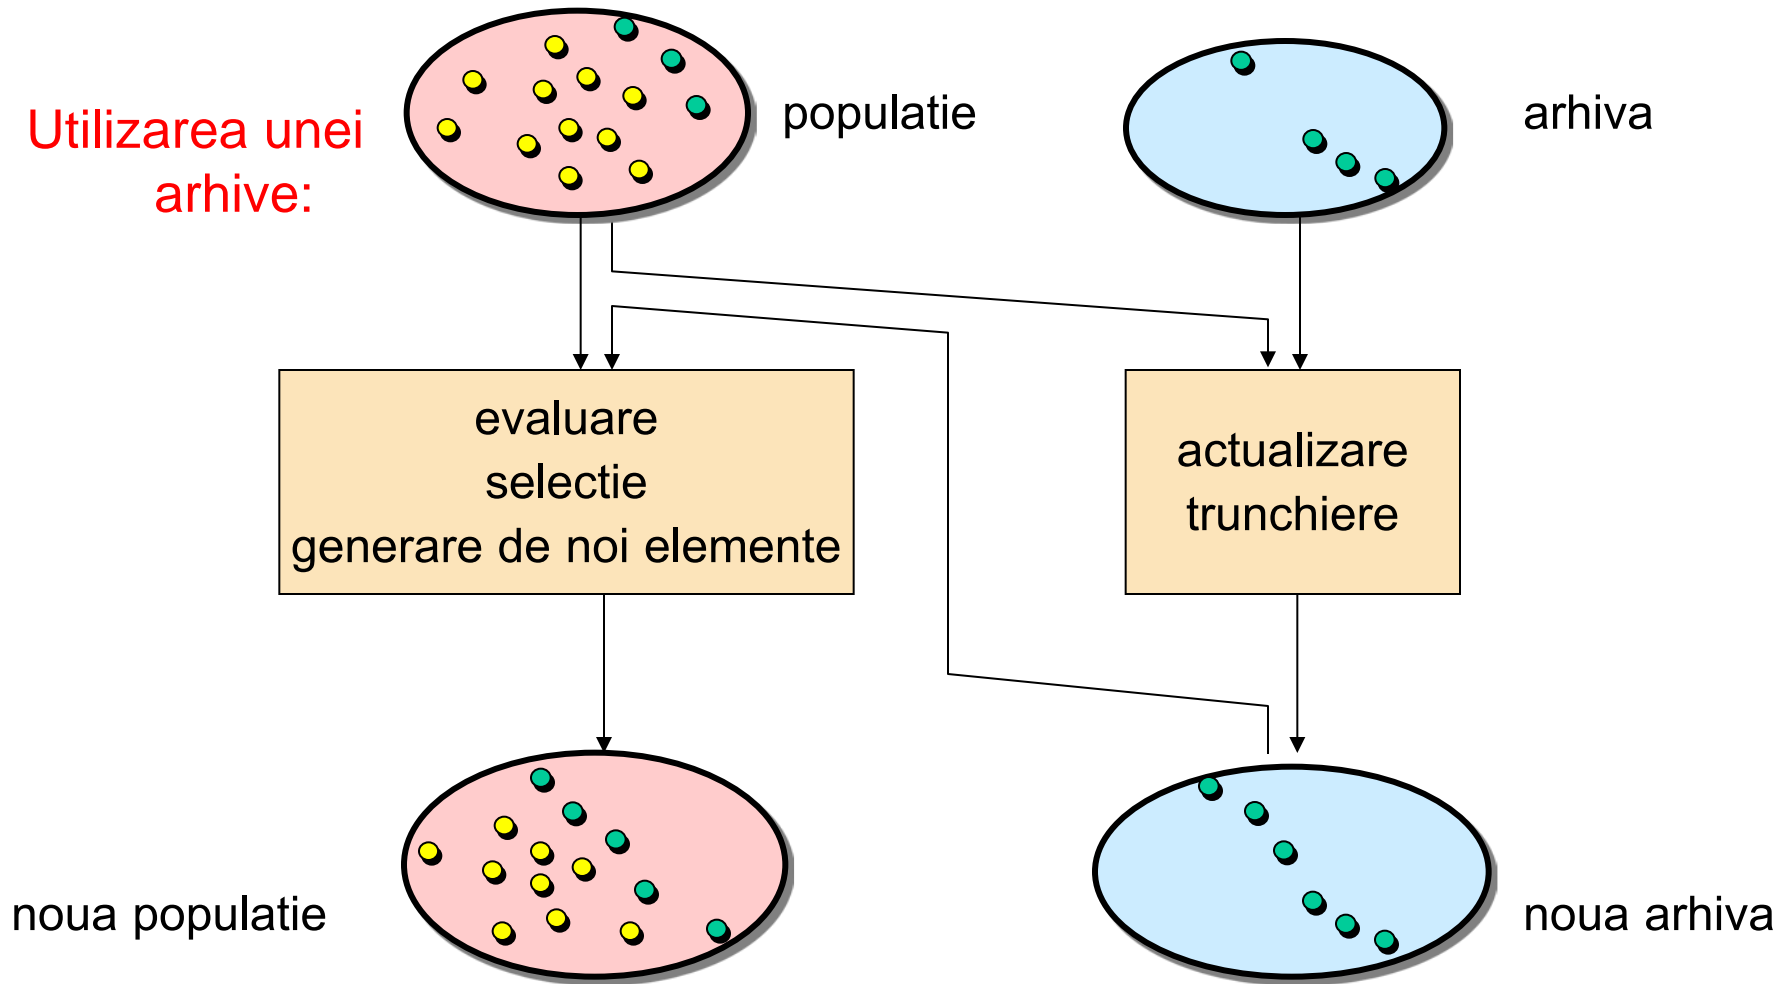 Utilizarea unei
arhive:
populatie
arhiva
evaluare
selectie
generare de noi elemente
actualizare
trunchiere
noua populatie
noua arhiva